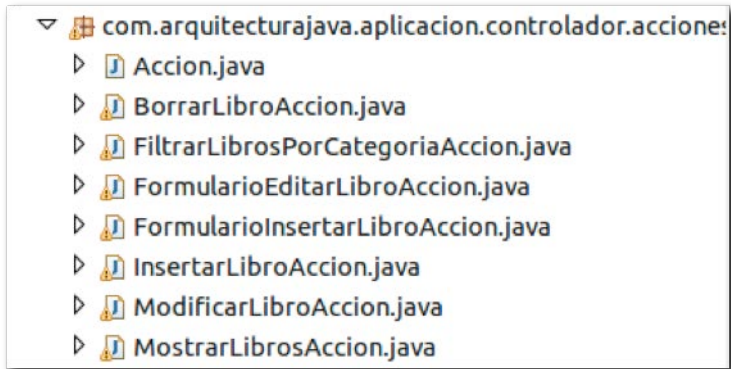 com.arquitecturajava.aplicacion.controlador.acciones
Accion.java
BorrarLibroAccion.java
FiltrarLibrosPorCategoriaAccion.java
FormularioEditarLibroAccion.java
FormularioInsertarLibroAccion.java
InsertarLibroAccion.java
ModificarLibroAccion.java
MostrarLibrosAccion.java